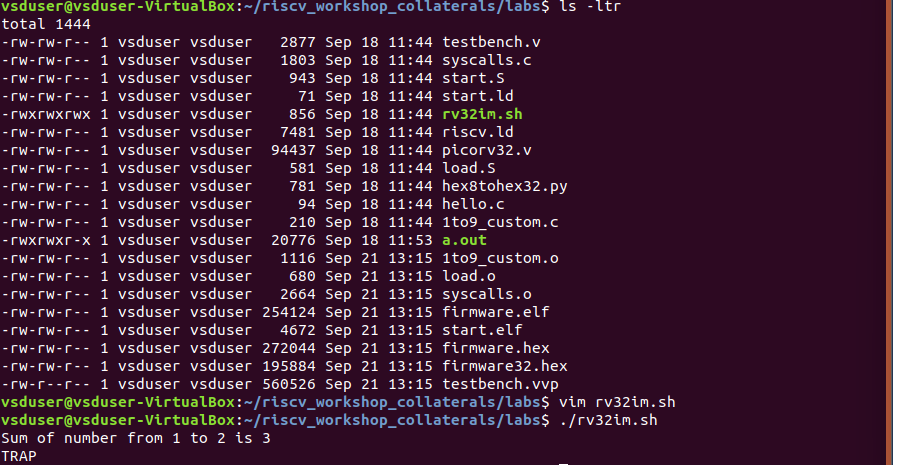 vsduser@vsduser-VirtualBox:~/riscv_workshop_collaterals/labs$ ls -ltr
total 1444
-rw-rw-r-- 1 vsduser vsduser   2877 Sep 18 11:44 testbench.v
-rw-rw-r-- 1 vsduser vsduser   1803 Sep 18 11:44 syscalls.c
-rw-rw-r-- 1 vsduser vsduser    943 Sep 18 11:44 start.S
-rw-rw-r-- 1 vsduser vsduser     71 Sep 18 11:44 start.ld
-rwxrwxrwx 1 vsduser vsduser    856 Sep 18 11:44 rv32im.sh
-rw-rw-r-- 1 vsduser vsduser   7481 Sep 18 11:44 riscv.ld
-rw-rw-r-- 1 vsduser vsduser  94437 Sep 18 11:44 picorv32.v
-rw-rw-r-- 1 vsduser vsduser    581 Sep 18 11:44 load.S
-rw-rw-r-- 1 vsduser vsduser    781 Sep 18 11:44 hex8tohex32.py
-rw-rw-r-- 1 vsduser vsduser     94 Sep 18 11:44 hello.c
-rw-rw-r-- 1 vsduser vsduser    210 Sep 18 11:44 1to9_custom.c
-rwxrwxr-x 1 vsduser vsduser  20776 Sep 18 11:53 a.out
-rw-rw-r-- 1 vsduser vsduser   1116 Sep 21 13:15 1to9_custom.o
-rw-rw-r-- 1 vsduser vsduser    680 Sep 21 13:15 load.o
-rw-rw-r-- 1 vsduser vsduser   2664 Sep 21 13:15 syscalls.o
-rw-rw-r-- 1 vsduser vsduser 254124 Sep 21 13:15 firmware.elf
-rw-rw-r-- 1 vsduser vsduser   4672 Sep 21 13:15 start.elf
-rw-rw-r-- 1 vsduser vsduser 272044 Sep 21 13:15 firmware.hex
-rw-rw-r-- 1 vsduser vsduser 195884 Sep 21 13:15 firmware32.hex
-rw-r--r-- 1 vsduser vsduser 560526 Sep 21 13:15 testbench.vvp
vsduser@vsduser-VirtualBox:~/riscv_workshop_collaterals/labs$ vim rv32im.sh
vsduser@vsduser-VirtualBox:~/riscv_workshop_collaterals/labs$ ./rv32im.sh
Sum of number from 1 to 2 is 3
TRAP